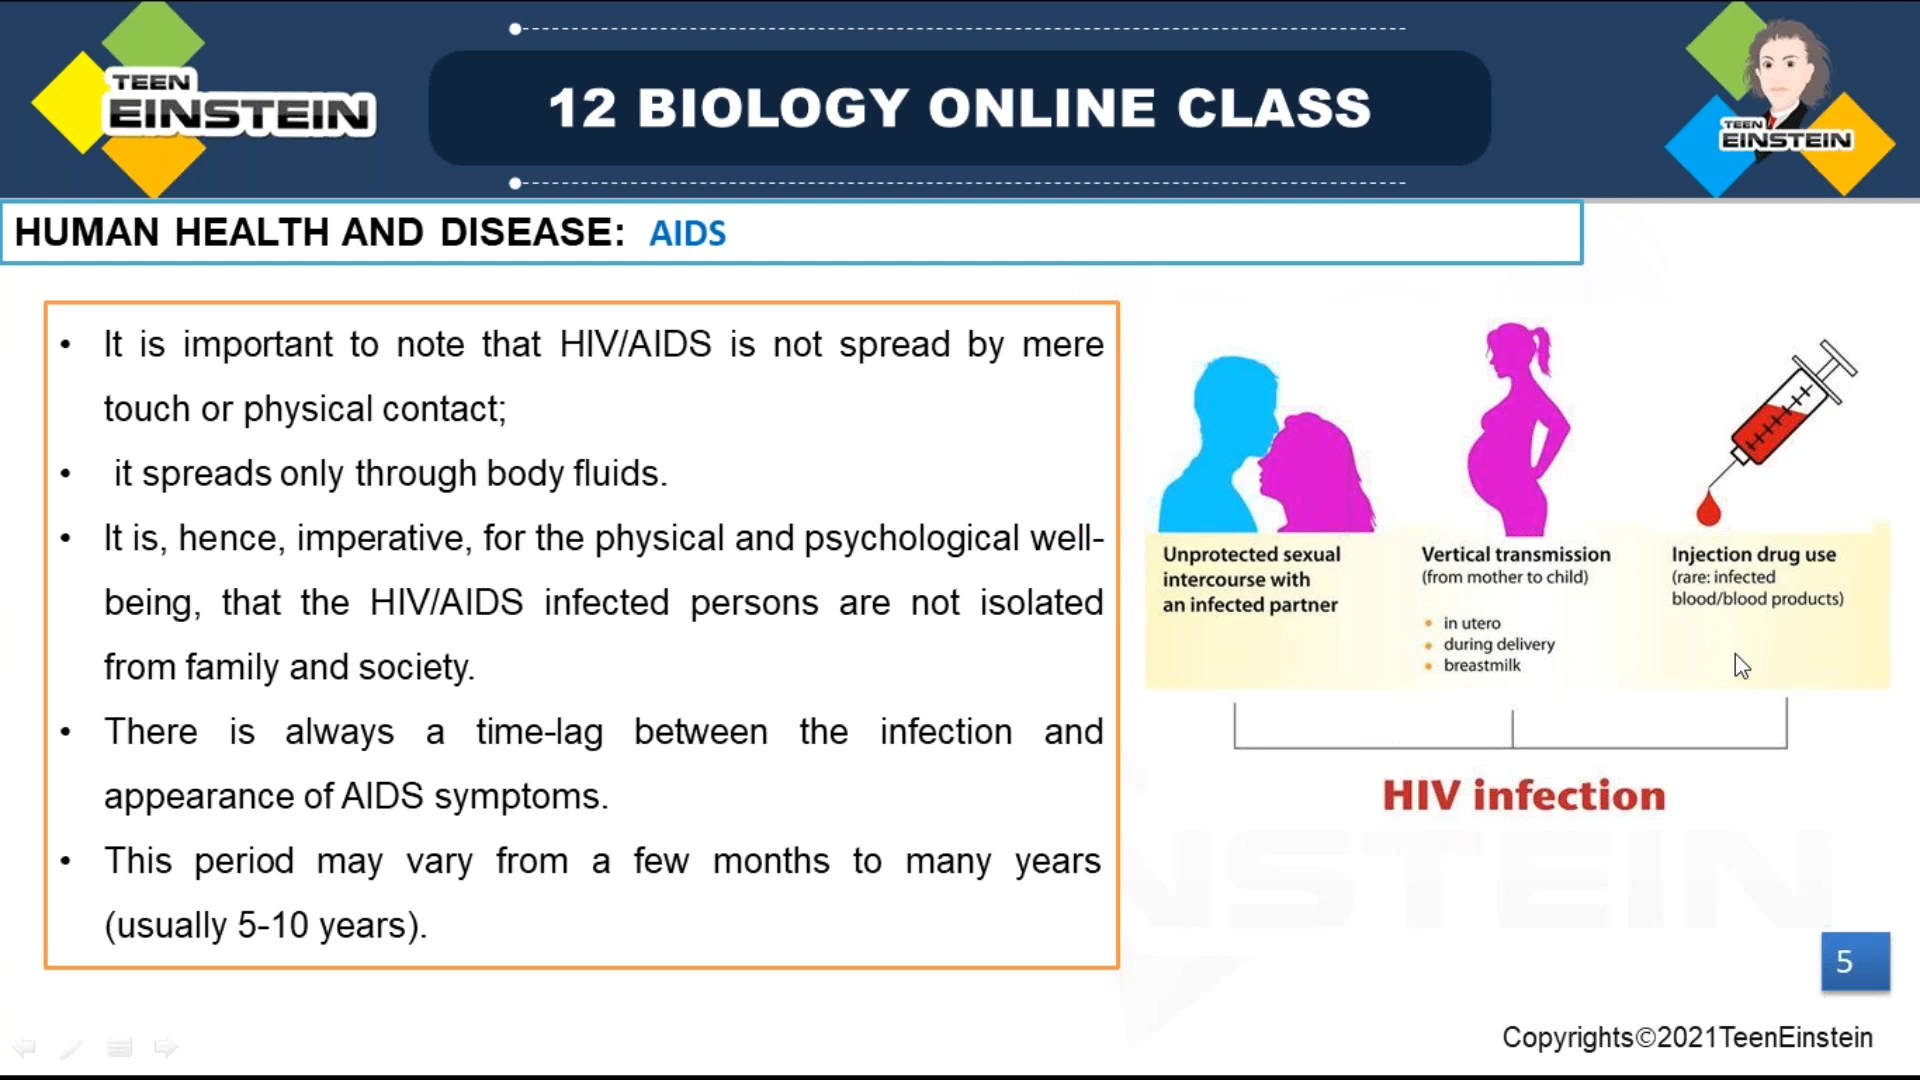 TEEN
EINSTEIN
12 BIOLOGY ONLINE CLASS
TEEN
EINSTEIN
HUMAN HEALTH AND DISEASE: AIDS
• It is important to note that HIV/AIDS is not spread by mere
touch or physical contact;
• it spreads only through body fluids.
• It is, hence, imperative, for the physical and psychological well-
being, that the HIV/AIDS infected persons are not isolated
from family and society.
• There is always a time-lag between the infection and
appearance of AIDS symptoms.
• This period may vary from a few months to many years
(usually 5-10 years).
Unprotected sexual
intercourse with
an infected partner
Vertical transmission
(from mother to child)
• in utero
• during delivery
• breastmilk
Injection drug use
(rare: infected
blood/blood products)
HIV infection
NSTEIN
5
Copyrights©2021TeenEinstein